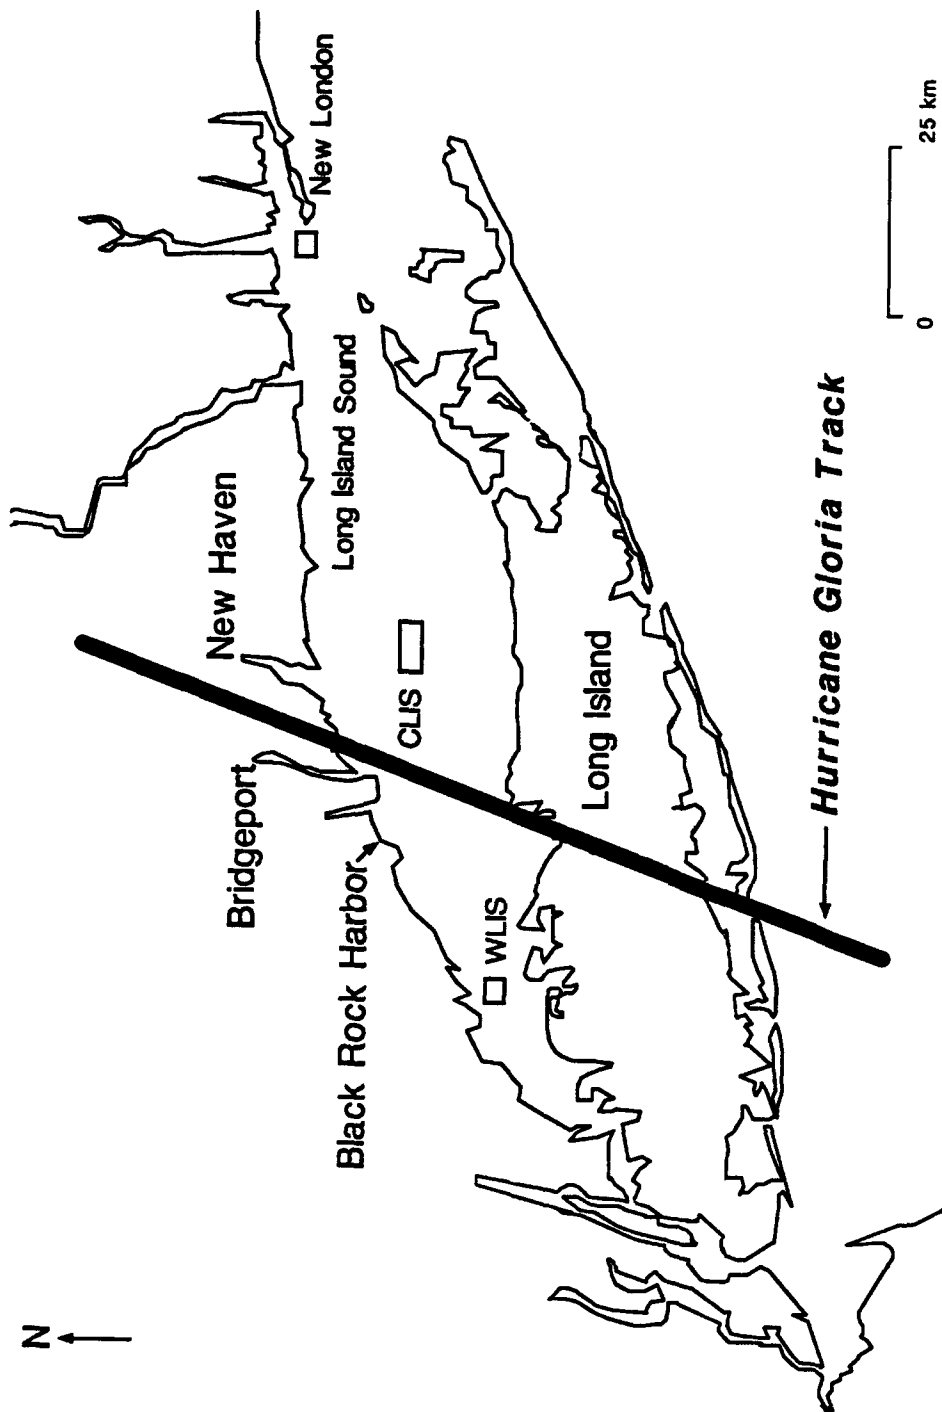 N
New London
New Haven
Long Island Sound
Bridgeport
CLIS
Black Rock Harbor
WLIS
Long Island
Hurricane Gloria Track
0
25 km